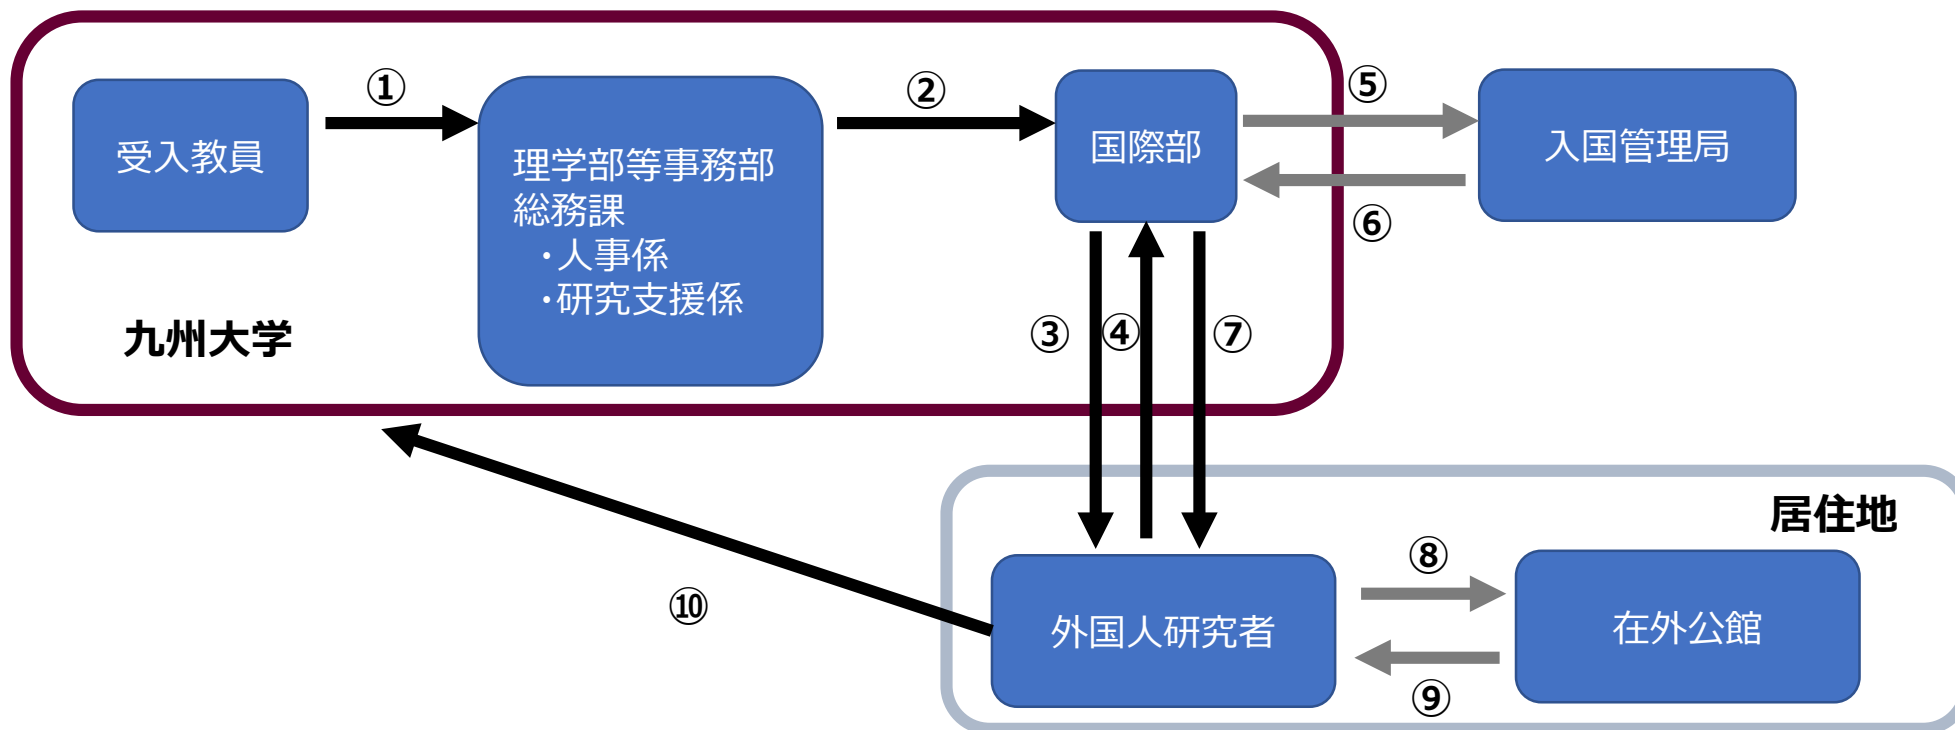 ①
②
⑤
受入教員
理学部等事務部
総務課
・人事係
・研究支援係
国際部
入国管理局
⑥
九州大学
③
④
⑦
居住地
⑧
⑩
外国人研究者
在外公館
⑨